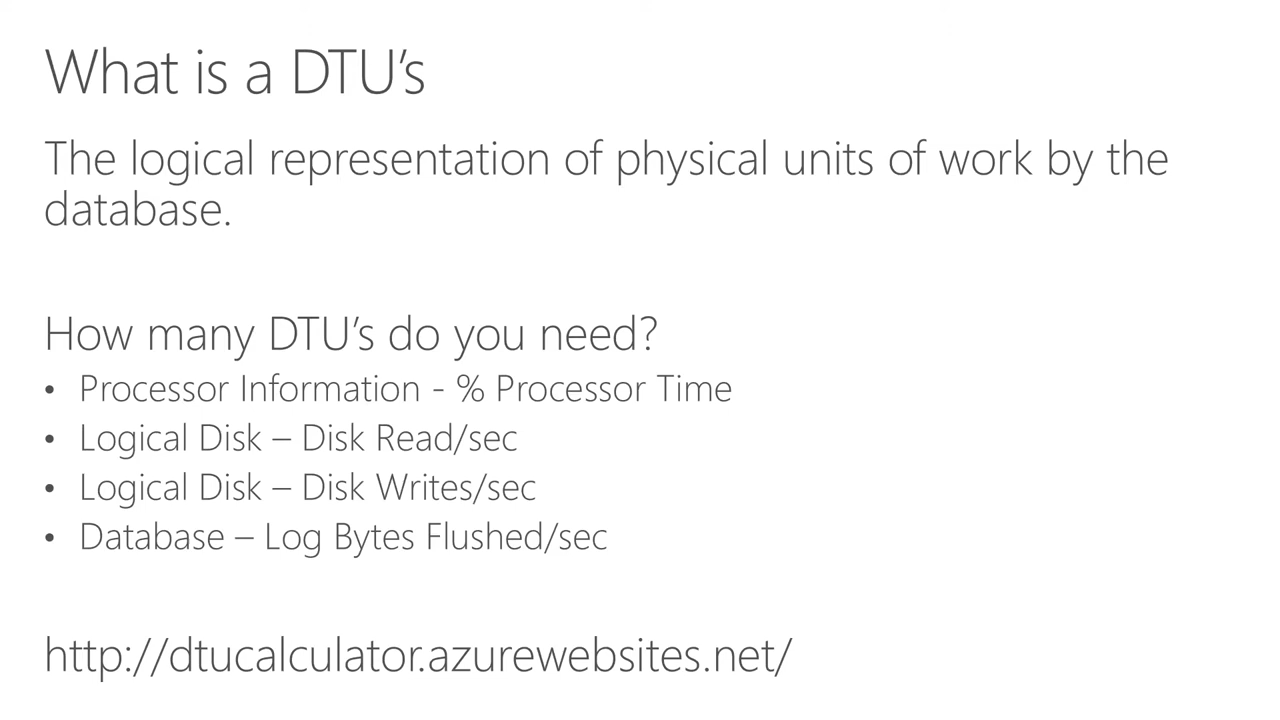 What is a DTU’s
The logical representation of physical units of work by the
database.
How many DTU’s do you need?
• Processor Information - % Processor Time
• Logical Disk – Disk Read/sec
• Logical Disk – Disk Writes/sec
• Database – Log Bytes Flushed/sec
http://dtucalculator.azurewebsites.net/